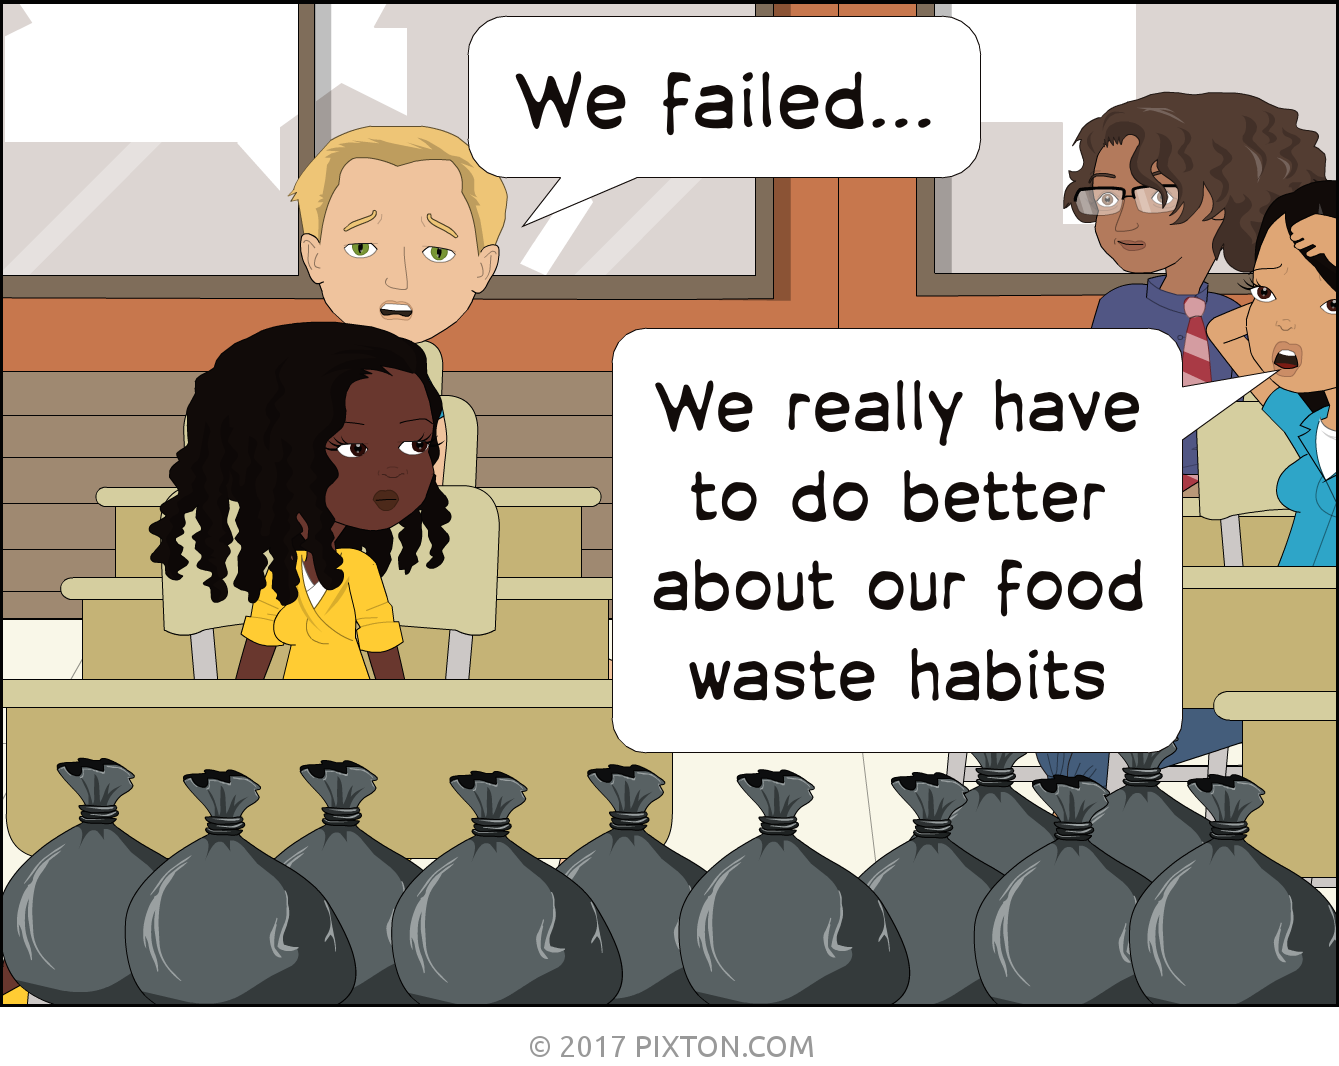 We failed...
We really have
to do better
about our food
waste habits
© 2017 PIXTON.COM